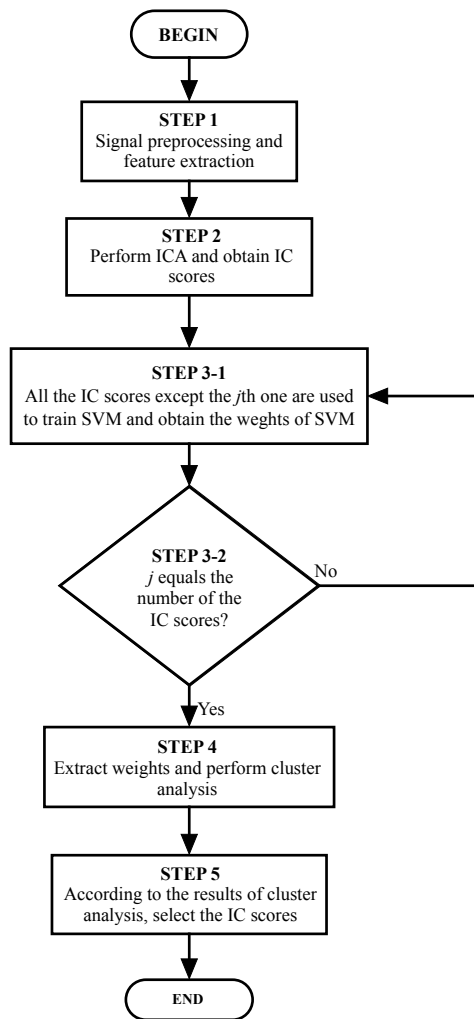 BEGIN
STEP 1
Signal preprocessing and
feature extraction
STEP 2
Perform ICA and obtain IC
scores
STEP 3-1
All the IC scores except the jth one are used
to train SVM and obtain the weghts of SVM
STEP 3-2
j equals the
number of the
IC scores?
No
Yes
STEP 4
Extract weights and perform cluster
analysis
STEP 5
According to the results of cluster
analysis, select the IC scores
END